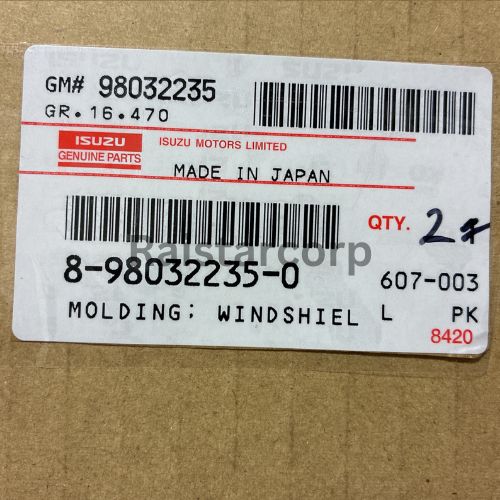 GM# 98032235
GR.16.470
ISUZU
GENUINE PARTS
ISUZU MOTORS LIMITED
MADE IN JAPAN
QTY. 2
Ralstarcorp
8-98032235-0
607-003
MOLDING; WINDSHIEL L PK
8420